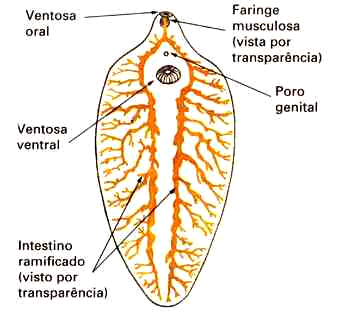 Ventosa
oral
Faringe
musculosa
(vista por
transparência)
Poro
genital
Ventosa
ventral
Intestino
ramificado
(visto por
transparência)